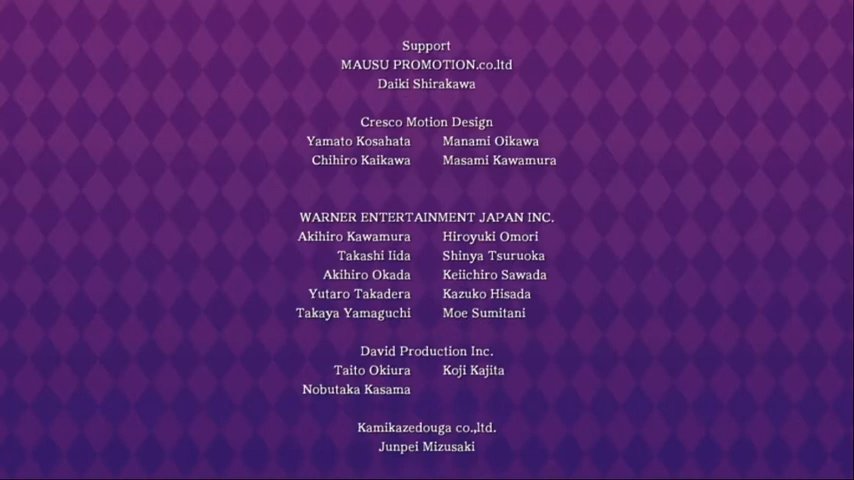 Support
MAUSU PROMOTION.co.ltd
Daiki Shirakawa
Cresco Motion Design
Yamato Kosahata Manami Oikawa
Chihiro Kaikawa Masami Kawamura
WARNER ENTERTAINMENT JAPAN INC.
Akihiro Kawamura Hiroyuki Omori
Takashi Iida Shinya Tsuruoka
Akihiro Okada Keiichiro Sawada
Yutaro Takadera Kazuko Hisada
Takaya Yamaguchi Moe Sumitani
David Production Inc.
Taito Okiura Koji Kajita
Nobutaka Kasama
Kamikazedouga co.,ltd.
Junpei Mizusaki